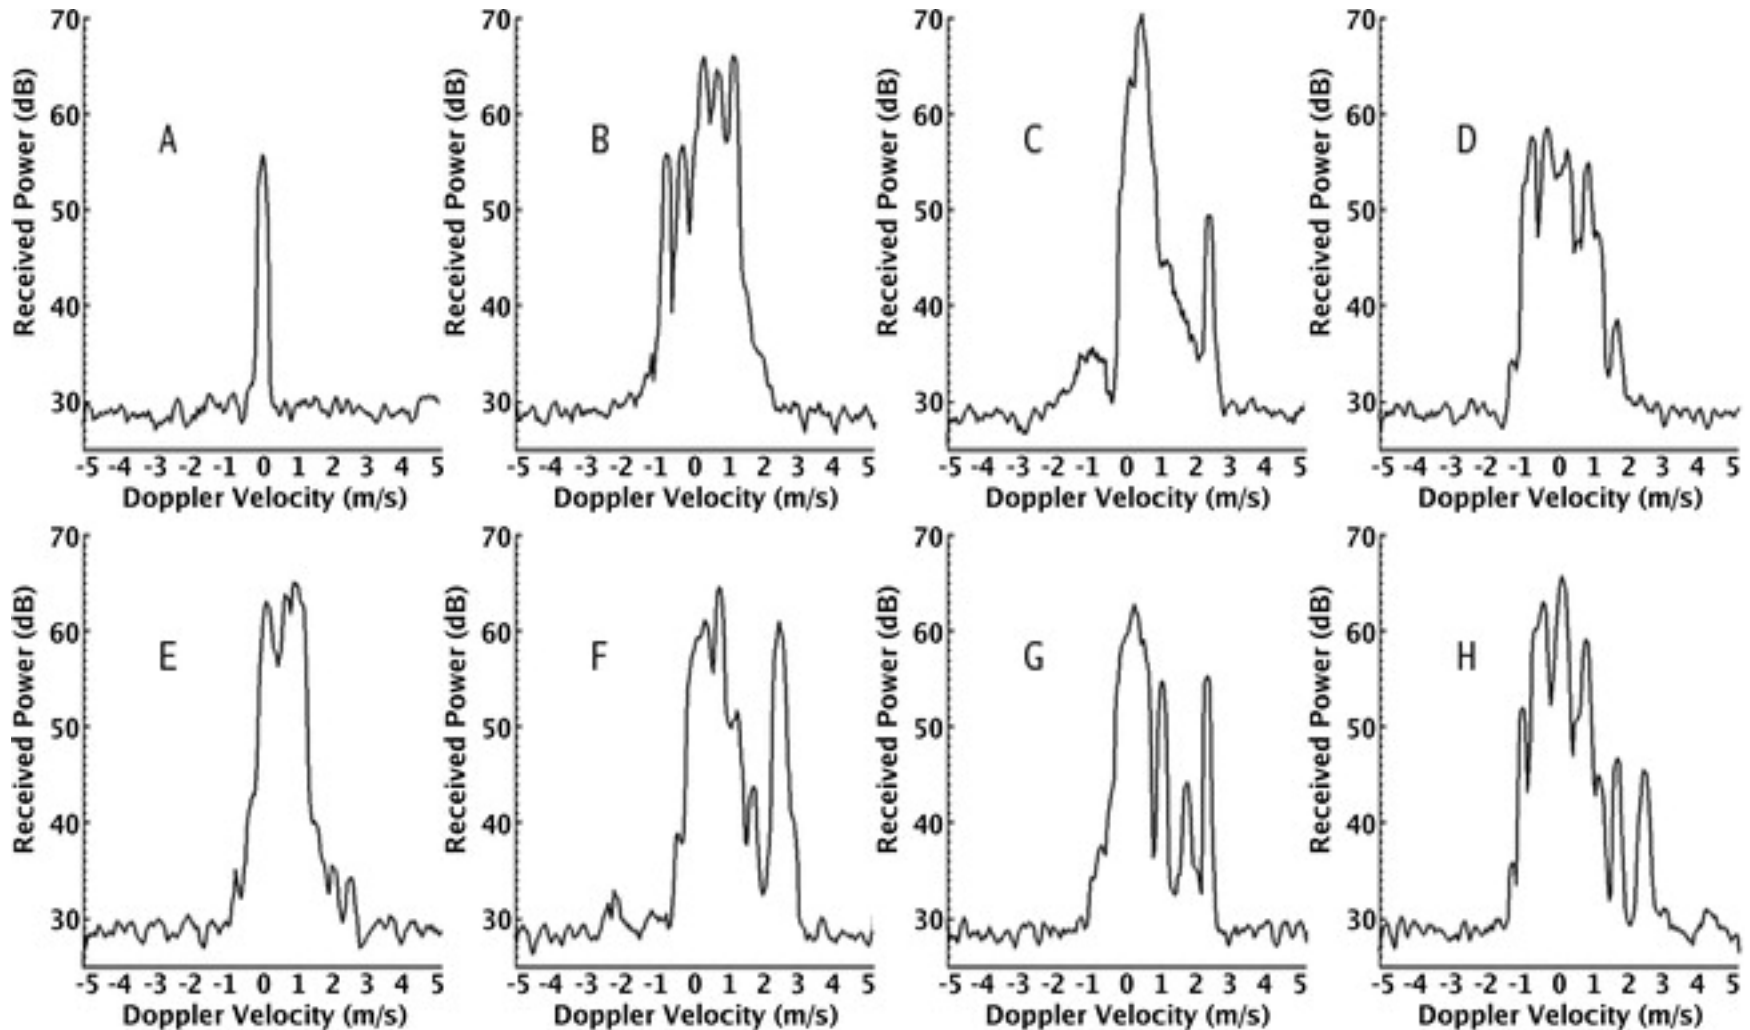 70 70 70 70
60 60 60 60
A B C D
50 50 50 50
40 40 40 40
30 30 30 30
Received Power (dB) Received Power (dB) Received Power (dB) Received Power (dB)
-5 -4 -3 -2 -1 0 1 2 3 4 5 -5 -4 -3 -2 -1 0 1 2 3 4 5 -5 -4 -3 -2 -1 0 1 2 3 4 5 -5 -4 -3 -2 -1 0 1 2 3 4 5
Doppler Velocity (m/s) Doppler Velocity (m/s) Doppler Velocity (m/s) Doppler Velocity (m/s)
70 70 70 70
60 60 60 60
E F G H
50 50 50 50
40 40 40 40
30 30 30 30
Received Power (dB) Received Power (dB) Received Power (dB) Received Power (dB)
-5 -4 -3 -2 -1 0 1 2 3 4 5 -5 -4 -3 -2 -1 0 1 2 3 4 5 -5 -4 -3 -2 -1 0 1 2 3 4 5 -5 -4 -3 -2 -1 0 1 2 3 4 5
Doppler Velocity (m/s) Doppler Velocity (m/s) Doppler Velocity (m/s) Doppler Velocity (m/s)